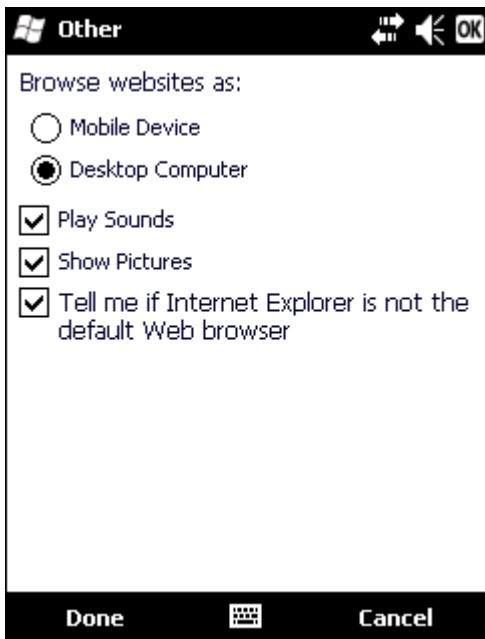 Other
OK
Browse websites as:
Mobile Device
Desktop Computer
Play Sounds
Show Pictures
Tell me if Internet Explorer is not the
default Web browser
Done
Cancel